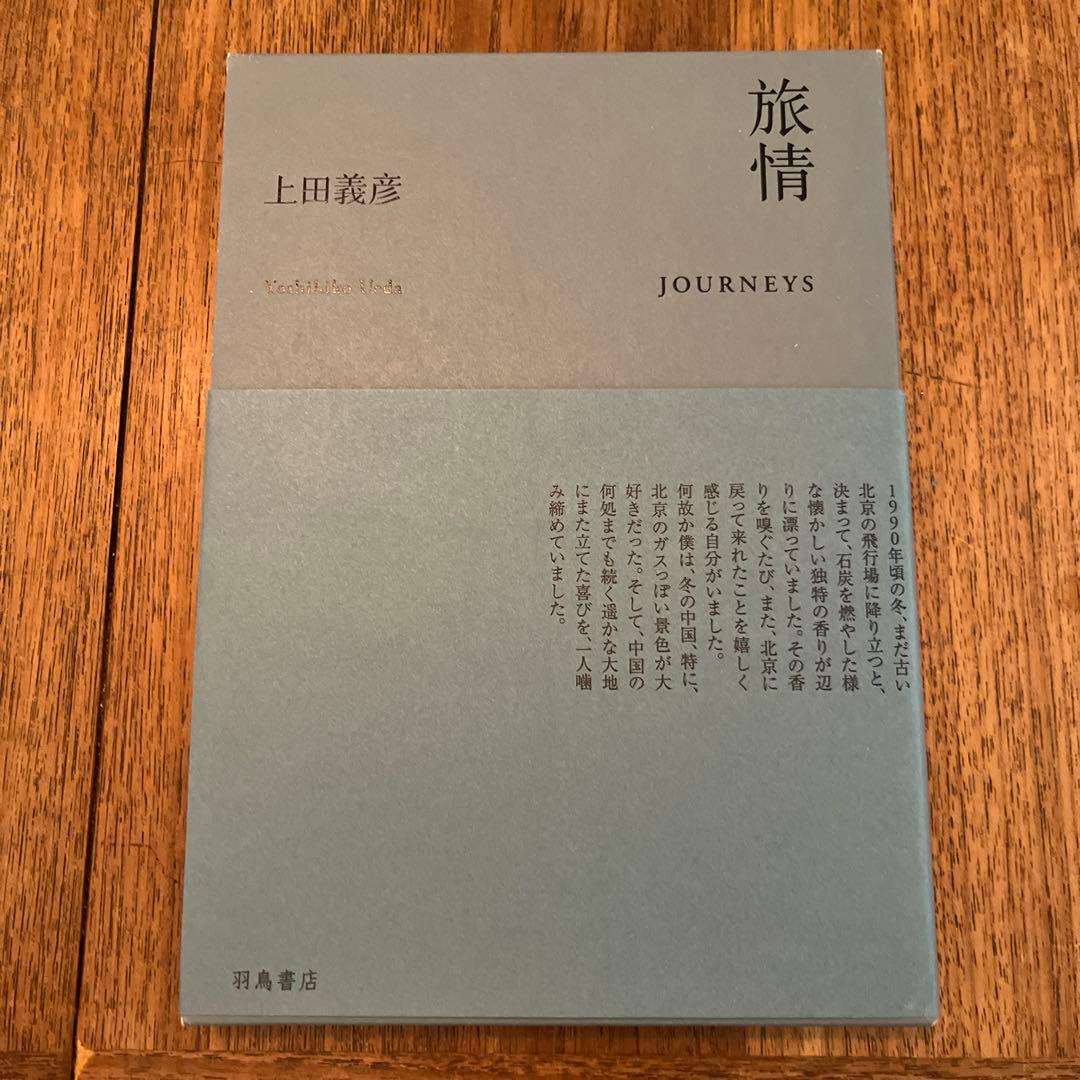 旅情
JOURNEYS
上田義彦
Yoshihiko Ueda
1990年頃の冬、まだ古い
北京の飛行場に降り立つと、
決まって、石炭を燃やした様
な懐かしい独特の香りが辺
りに漂っていました。その香
りを嗅ぐたび、また、北京に
戻って来れたことを嬉しく
感じる自分がいました。
何故か僕は、冬の中国、特に、
北京のガスっぽい景色が大
好きだった。そして、中国の
何処までも続く遥かな大地
にまた立てた喜びを、一人噛
み締めていました。
羽鳥書店